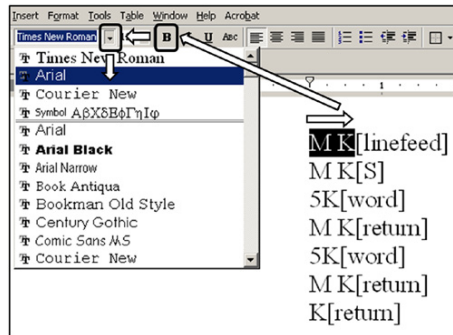 Insert Format Tools Table Window Help Acrobat
Times New Roman B U ABC
Times New Roman
Arial
Courier New
Symbol ΑβΧδΕφΓηΙφ
Arial
Arial Black
Arial Narrow
Book Antiqua
Bookman Old Style
Century Gothic
Comic Sans MS
Courier New
1
M K[linefeed]
M K[S]
5K[word]
M K[return]
5K[word]
M K[return]
K[return]